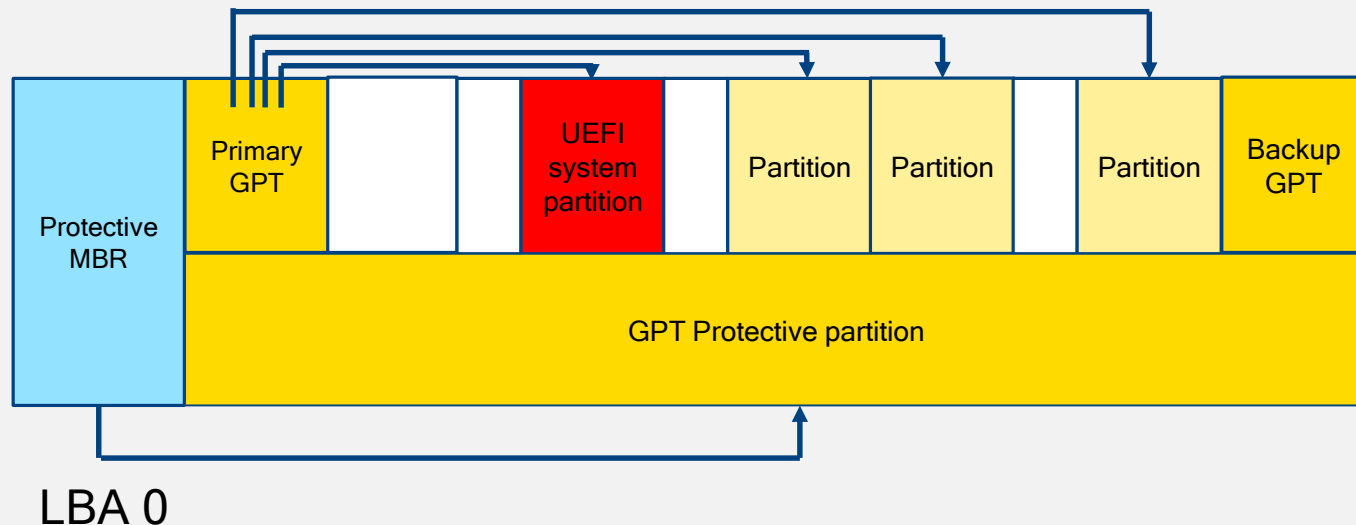 Protective
MBR
Primary
GPT
UEFI
system
partition
Partition
Partition
Partition
Backup
GPT
GPT Protective partition
LBA 0